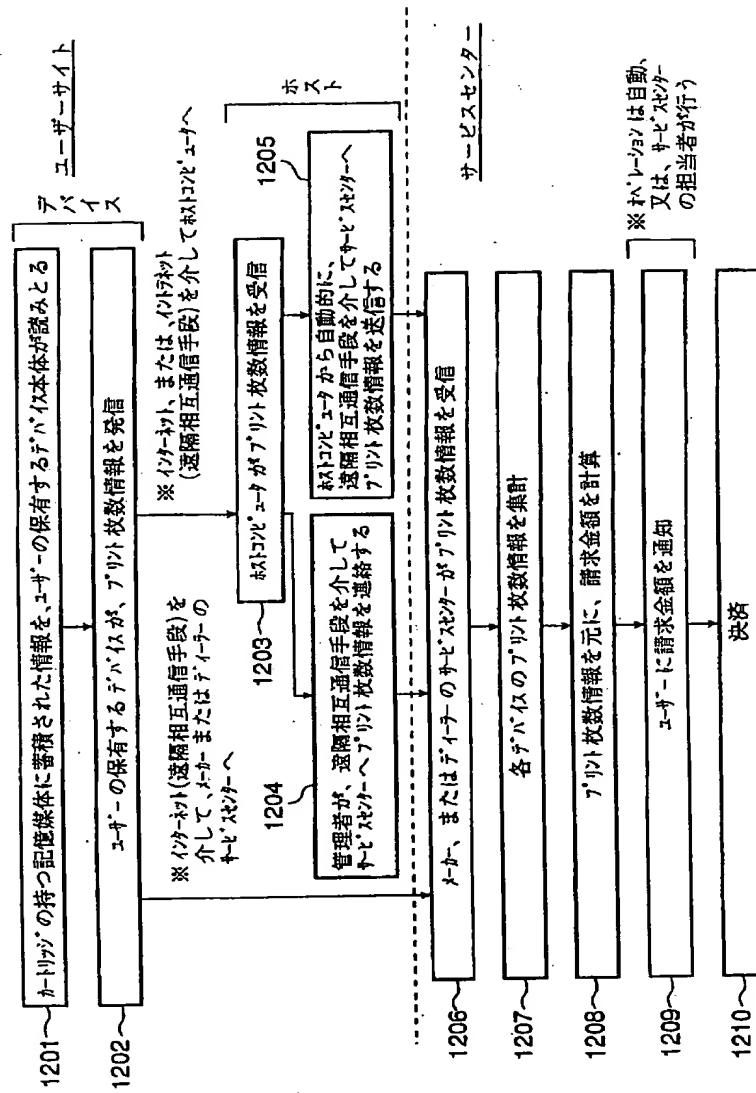 ユーザーサイト
デバイス
1201
カートリッジの持つ記憶媒体に蓄積された情報を、ユーザーの保有するデバイス本体が読みとる
1202
ユーザーの保有するデバイスが、プリント枚数情報を発信
※インターネット(遠隔相互通信手段)を
介して、メーカーまたはディーラーの
サービスセンターへ
※インターネット、または、イントラネット
(遠隔相互通信手段)を介してホストコンピュータへ
ホスト
1203
ホストコンピュータがプリント枚数情報を受信
1204
管理者が、遠隔相互通信手段を介して
サービスセンターへプリント枚数情報を連絡する
1205
ホストコンピュータから自動的に、
遠隔相互通信手段を介してサービスセンターへ
プリント枚数情報を送信する
サービスセンター
1206
メーカー、またはディーラーのサービスセンターがプリント枚数情報を受信
1207
各デバイスのプリント枚数情報を集計
1208
プリント枚数情報を元に、請求金額を計算
1209
ユーザーに請求金額を通知
※オペレーションは自動、
又は、サービスセンター
の担当者が行う
1210
決済